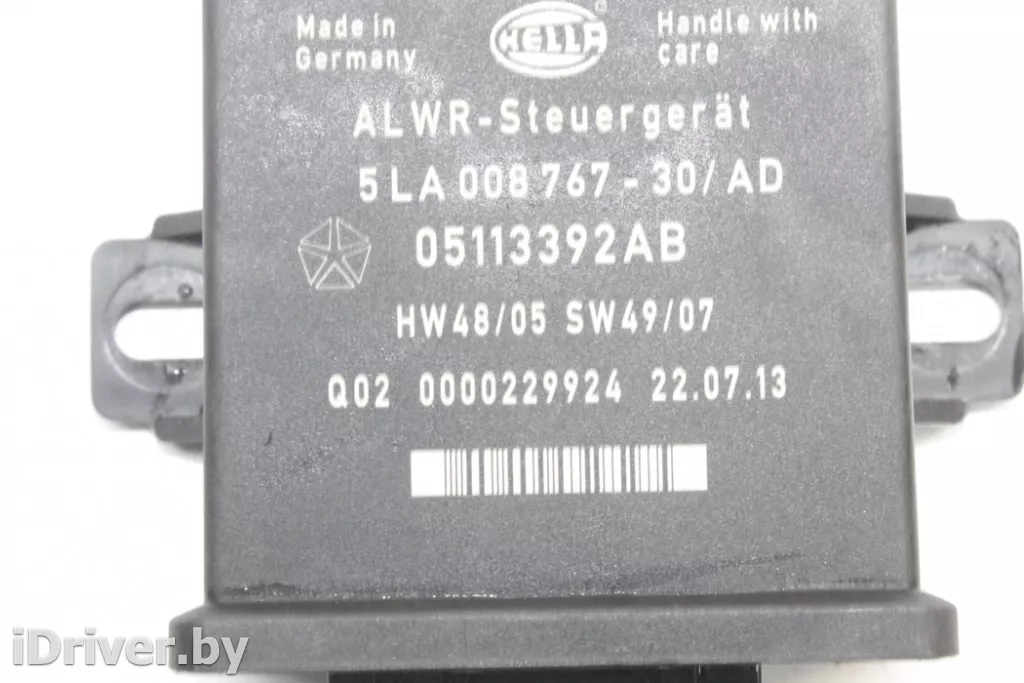 Made in
Germany
HELLA
®
Handle with
care
ALWR-Steuergerät
5LA 008 767 - 30/AD
05113392AB
HW48/05 SW49/07
Q02 0000229924 22.07.13
iDriver.by